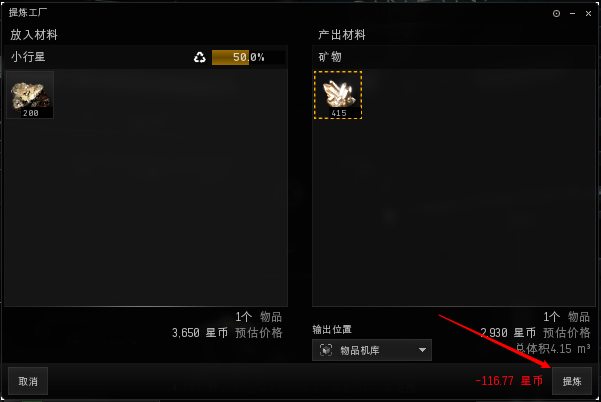 提炼工厂
放入材料
产出材料
小行星
50.0%
矿物
200
415
1个 物品
3,650 星币 预估价格
1个 物品
2,930 星币 预估价格
总体积4.15 m³
输出位置
物品机库
取消
-116.77 星币
提炼